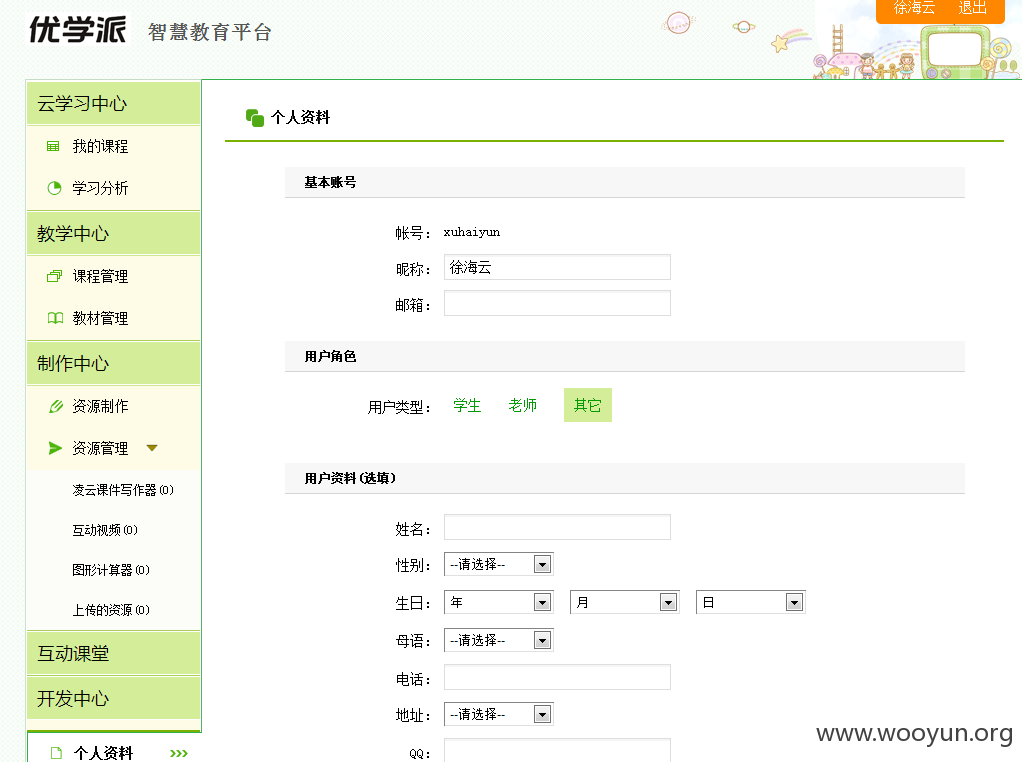 优学派 智慧教育平台
徐海云 退出
云学习中心
我的课程
学习分析
教学中心
课程管理
教材管理
制作中心
资源制作
资源管理
凌云课件写作器(0)
互动视频(0)
图形计算器(0)
上传的资源(0)
互动课堂
开发中心
个人资料 >>>
个人资料
基本账号
帐号： xuhaiyun
昵称： 徐海云
邮箱：
用户角色
用户类型： 学生 老师 其它
用户资料(选填)
姓名：
性别： --请选择--
生日： 年 月 日
母语： --请选择--
电话：
地址： --请选择--
QQ：
www.wooyun.org